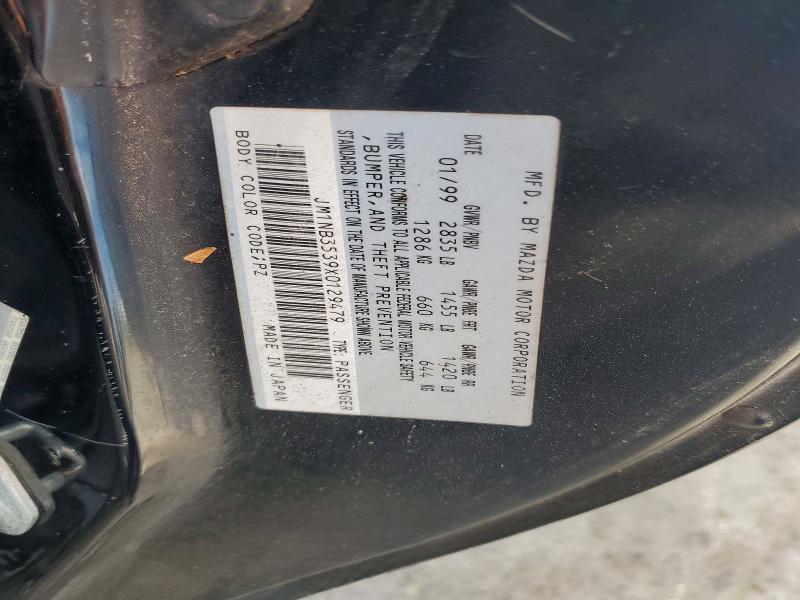 MFD. BY MAZDA MOTOR CORPORATION
DATE GVWR/PNBV GAWR/PNBE FRT GAWR/PNBE RR
01/99 2835 LB 1455 LB 1420 LB
1286 KG 660 KG 644 KG
THIS VEHICLE CONFORMS TO ALL APPLICABLE FEDERAL MOTOR VEHICLE SAFETY
, BUMPER, AND THEFT PREVENTION
STANDARDS IN EFFECT ON THE DATE OF MANUFACTURE SHOWN ABOVE
JM1NB3539X0129479 TYPE: PASSENGER
BODY COLOR CODE;PZ MADE IN JAPAN